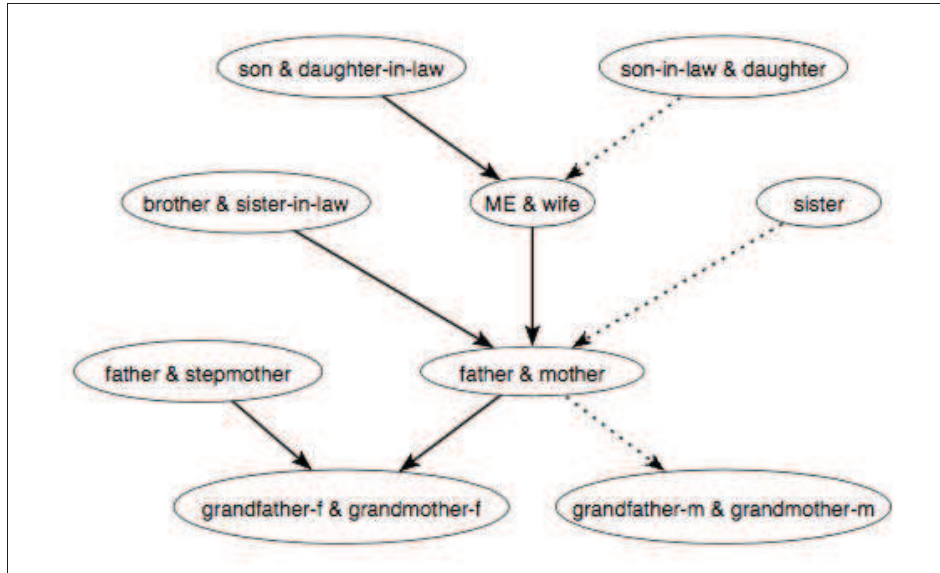 son & daughter-in-law
son-in-law & daughter
brother & sister-in-law
ME & wife
sister
father & stepmother
father & mother
grandfather-f & grandmother-f
grandfather-m & grandmother-m